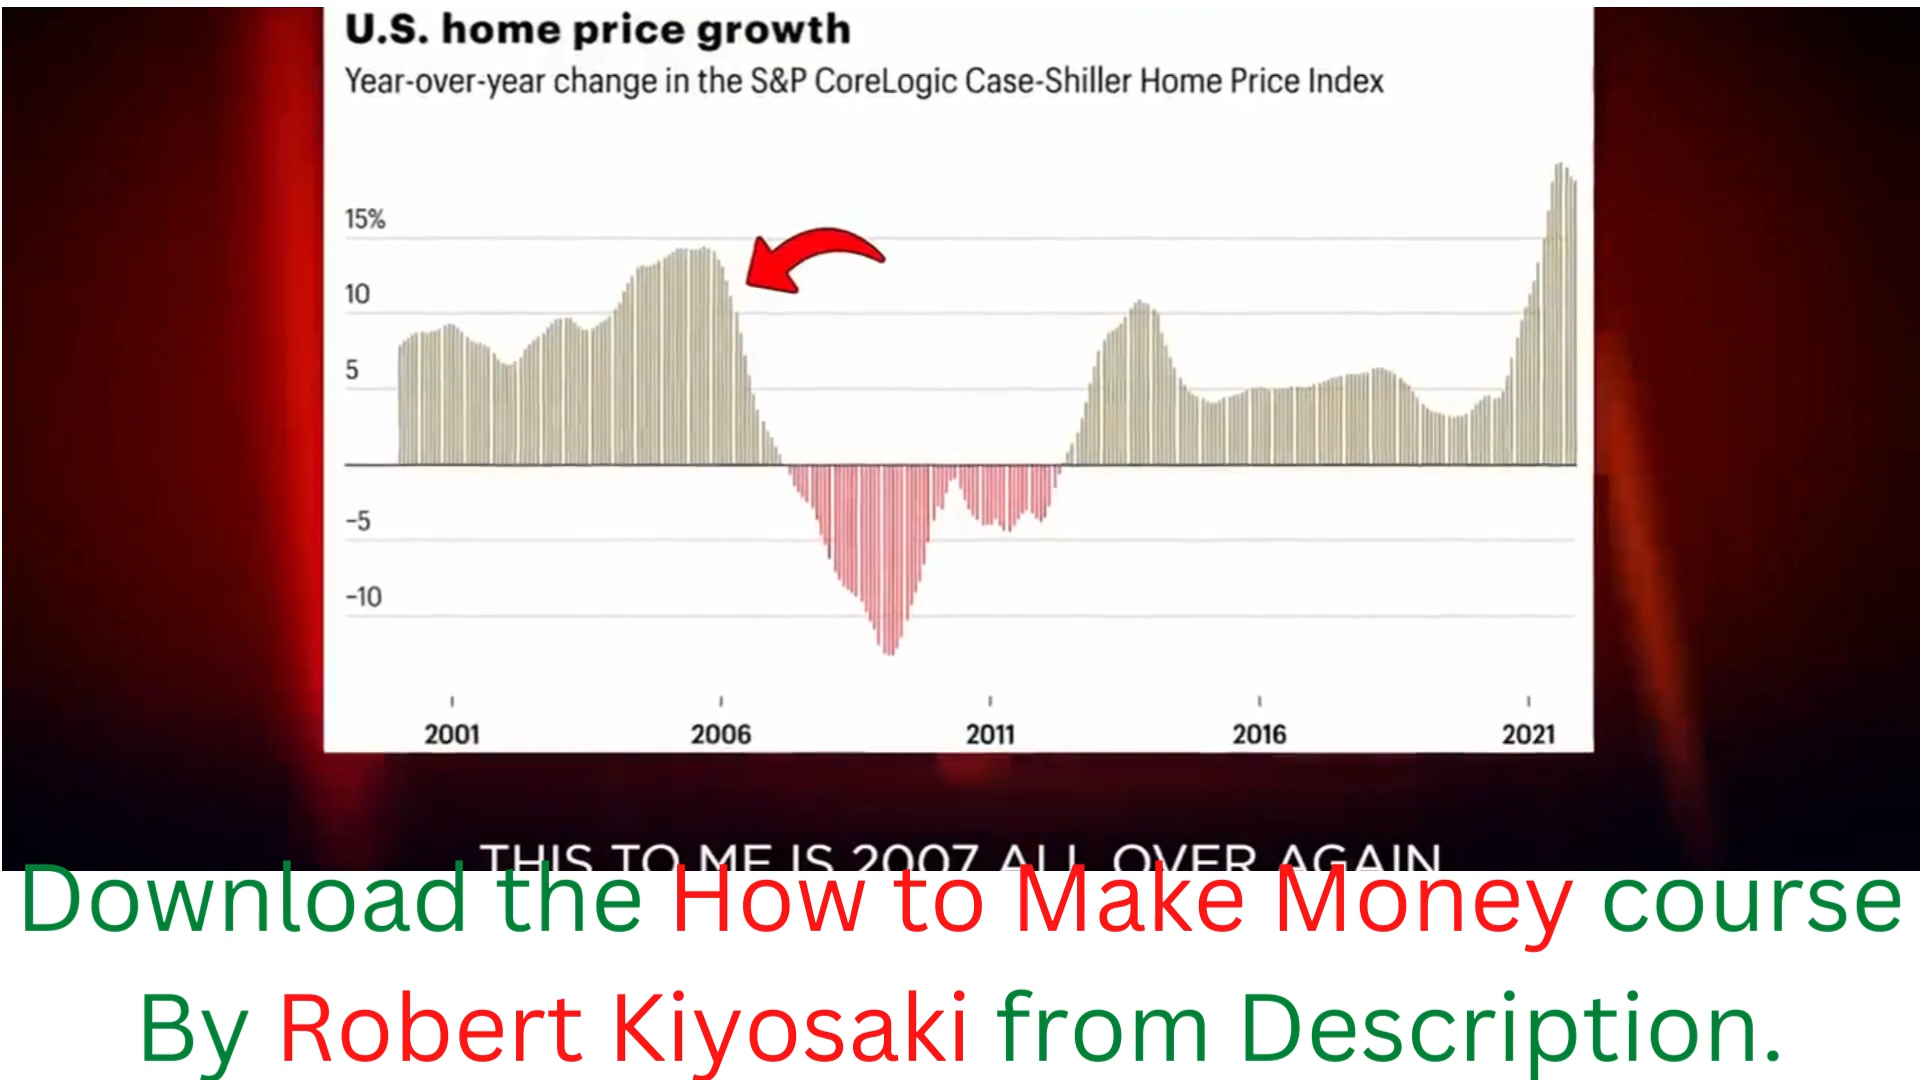 U.S. home price growth
Year-over-year change in the S&P CoreLogic Case-Shiller Home Price Index
15%
10
5
−5
−10
2001 2006 2011 2016 2021
THIS TO ME IS 2007 ALL OVER AGAIN
Download the How to Make Money course
By Robert Kiyosaki from Description.